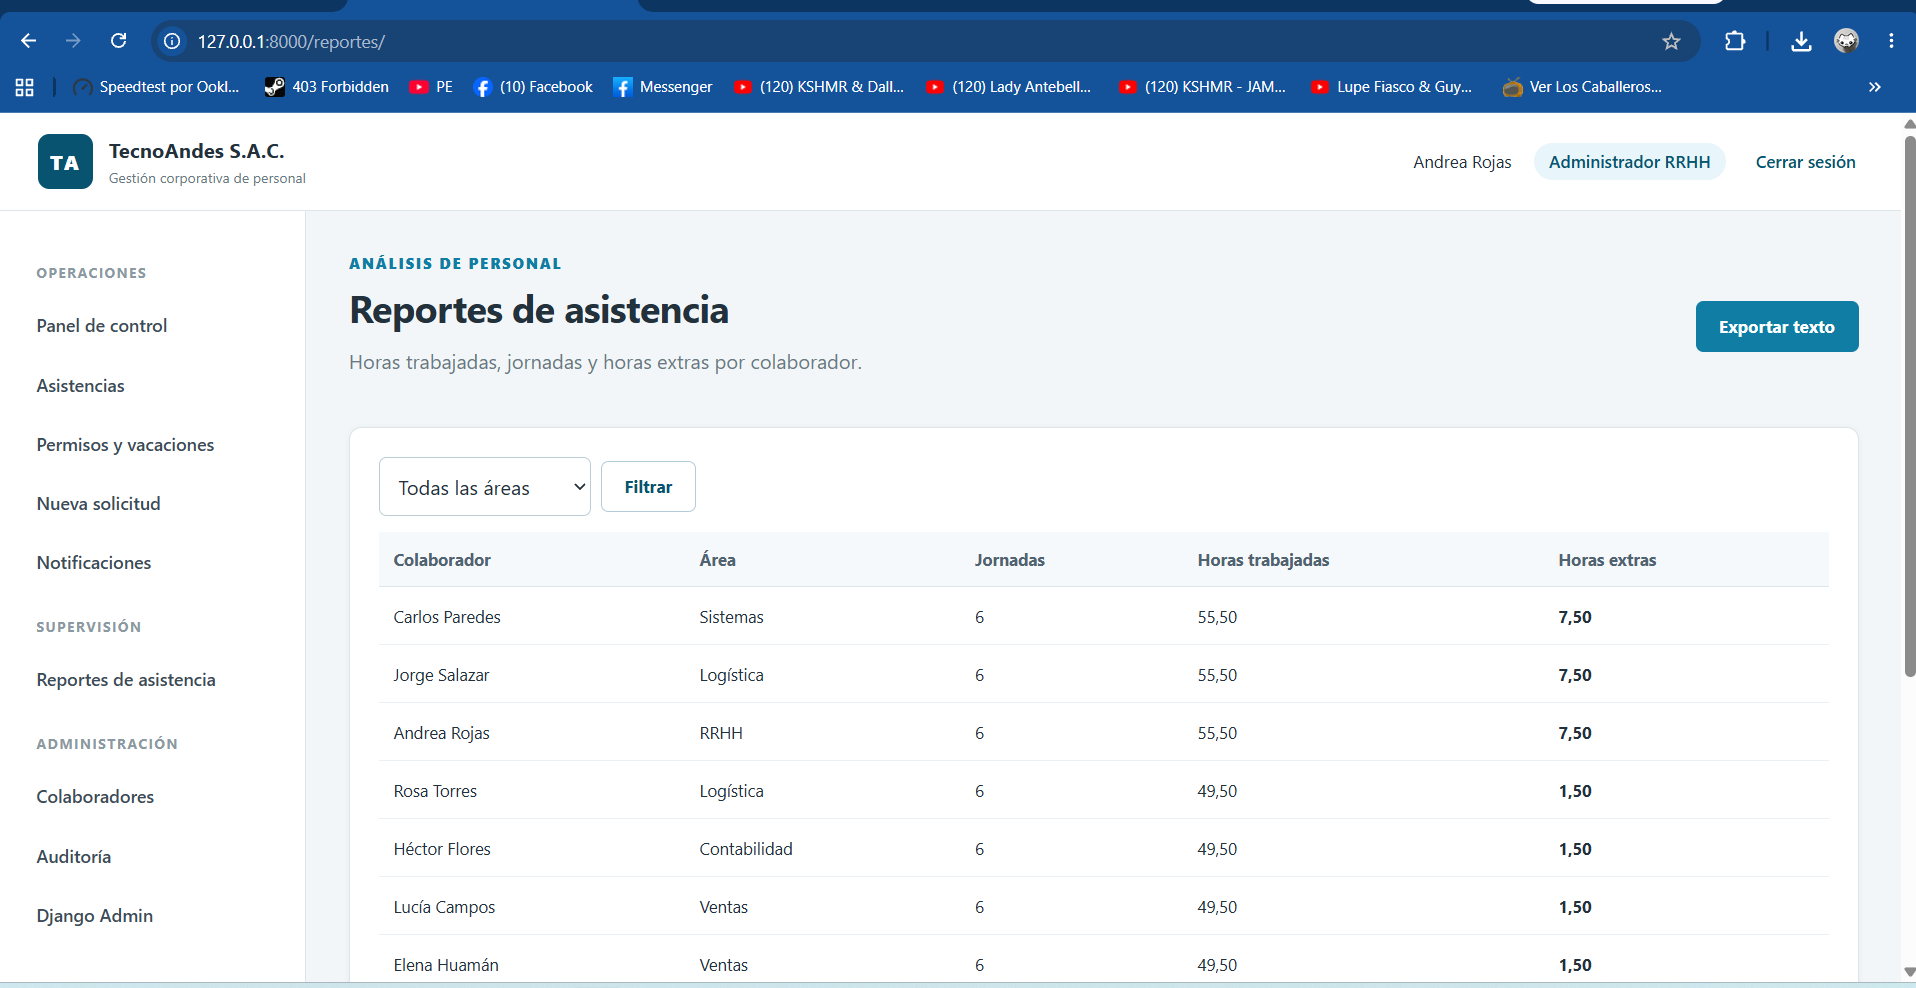 127.0.0.1:8000/reportes/
Speedtest por Ookl... 403 Forbidden PE (10) Facebook Messenger (120) KSHMR & Dall... (120) Lady Antebell... (120) KSHMR - JAM... Lupe Fiasco & Guy... Ver Los Caballeros...
TA
TecnoAndes S.A.C.
Gestión corporativa de personal
Andrea Rojas Administrador RRHH Cerrar sesión
OPERACIONES
Panel de control
Asistencias
Permisos y vacaciones
Nueva solicitud
Notificaciones
SUPERVISIÓN
Reportes de asistencia
ADMINISTRACIÓN
Colaboradores
Auditoría
Django Admin
ANÁLISIS DE PERSONAL
Reportes de asistencia
Horas trabajadas, jornadas y horas extras por colaborador.
Exportar texto
Todas las áreas Filtrar
Colaborador Área Jornadas Horas trabajadas Horas extras
Carlos Paredes Sistemas 6 55,50 7,50
Jorge Salazar Logística 6 55,50 7,50
Andrea Rojas RRHH 6 55,50 7,50
Rosa Torres Logística 6 49,50 1,50
Héctor Flores Contabilidad 6 49,50 1,50
Lucía Campos Ventas 6 49,50 1,50
Elena Huamán Ventas 6 49,50 1,50